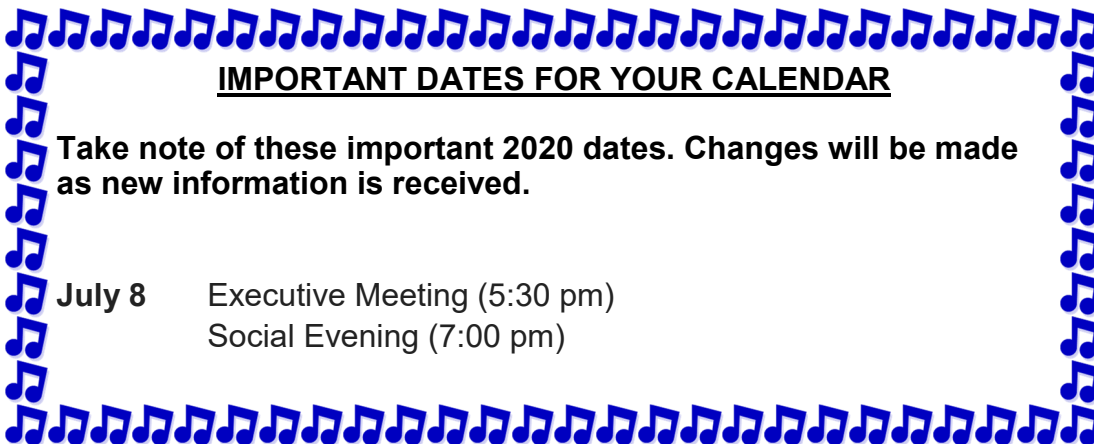 IMPORTANT DATES FOR YOUR CALENDAR
Take note of these important 2020 dates. Changes will be made
as new information is received.
July 8 Executive Meeting (5:30 pm)
Social Evening (7:00 pm)